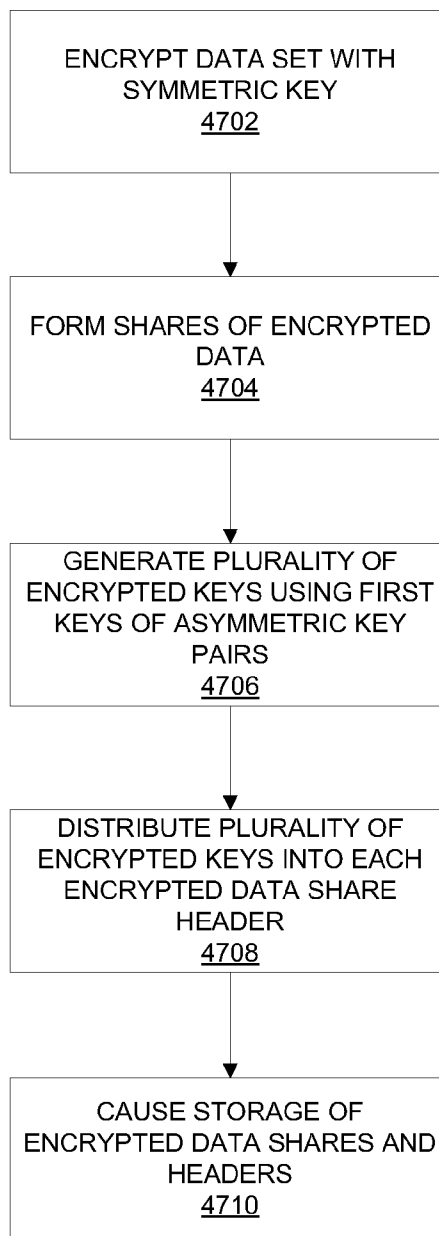 ENCRYPT DATA SET WITH
SYMMETRIC KEY
4702
FORM SHARES OF ENCRYPTED
DATA
4704
GENERATE PLURALITY OF
ENCRYPTED KEYS USING FIRST
KEYS OF ASYMMETRIC KEY
PAIRS
4706
DISTRIBUTE PLURALITY OF
ENCRYPTED KEYS INTO EACH
ENCRYPTED DATA SHARE
HEADER
4708
CAUSE STORAGE OF
ENCRYPTED DATA SHARES AND
HEADERS
4710